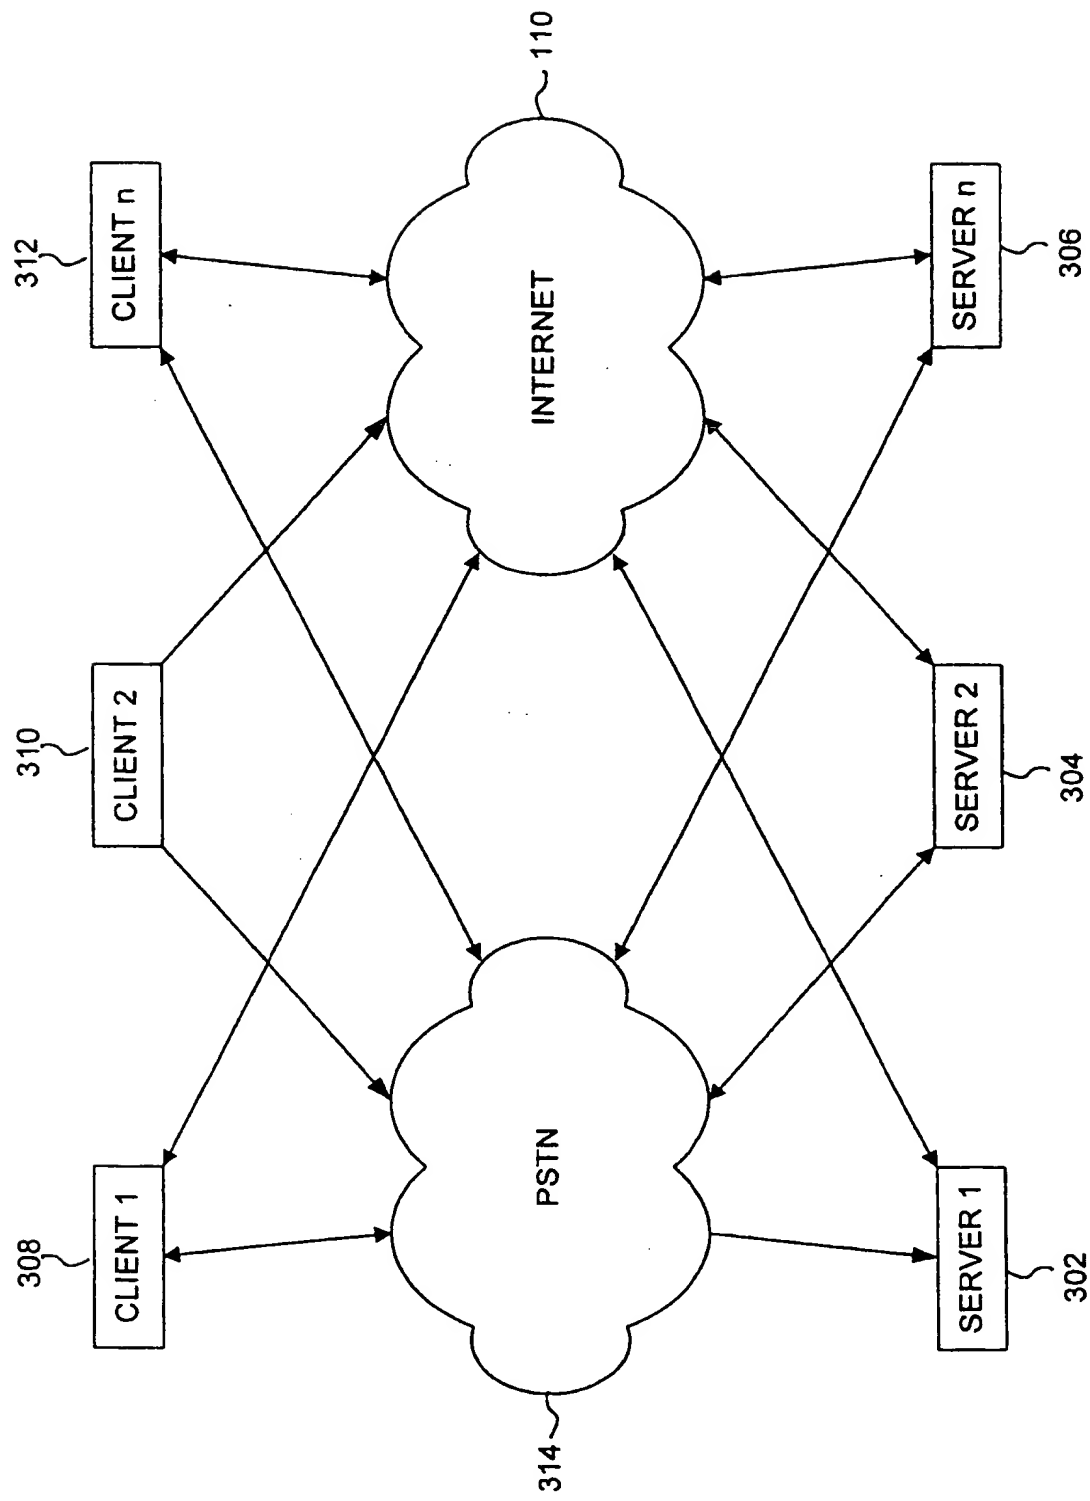 308
310
312
CLIENT 1
CLIENT 2
CLIENT n
314
PSTN
INTERNET
110
SERVER 1
SERVER 2
SERVER n
302
304
306